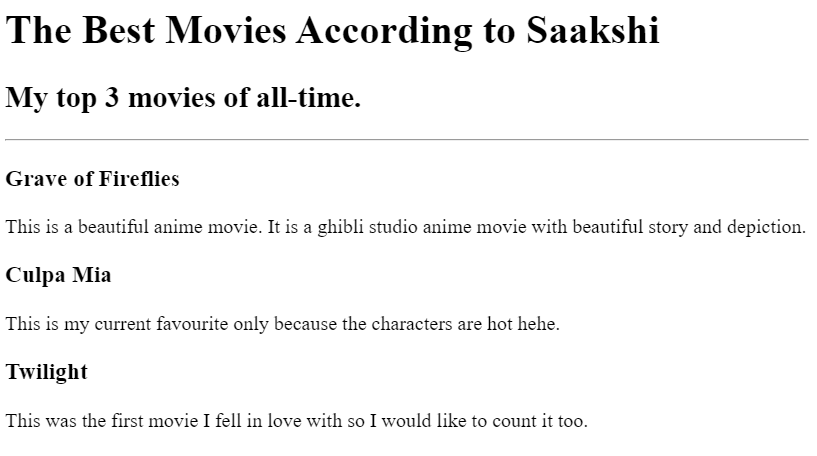 The Best Movies According to Saakshi
My top 3 movies of all-time.
Grave of Fireflies
This is a beautiful anime movie. It is a ghibli studio anime movie with beautiful story and depiction.
Culpa Mia
This is my current favourite only because the characters are hot hehe.
Twilight
This was the first movie I fell in love with so I would like to count it too.